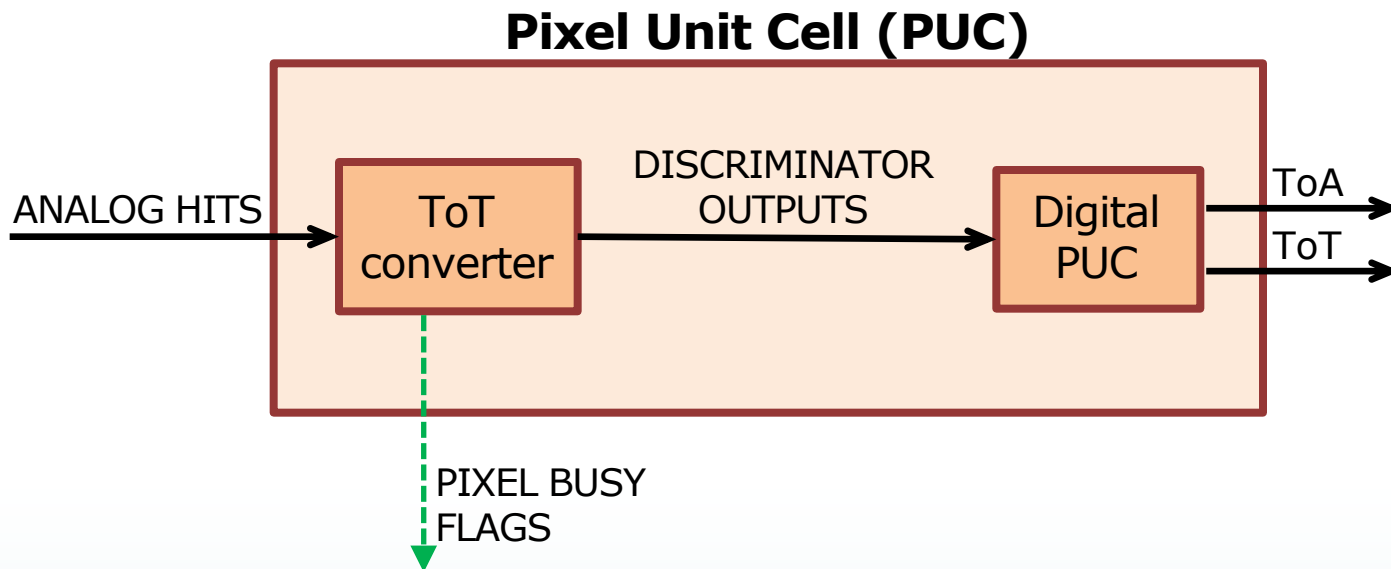 Pixel Unit Cell (PUC)
ANALOG HITS
ToT
converter
DISCRIMINATOR
OUTPUTS
Digital
PUC
ToA
ToT
PIXEL BUSY
FLAGS